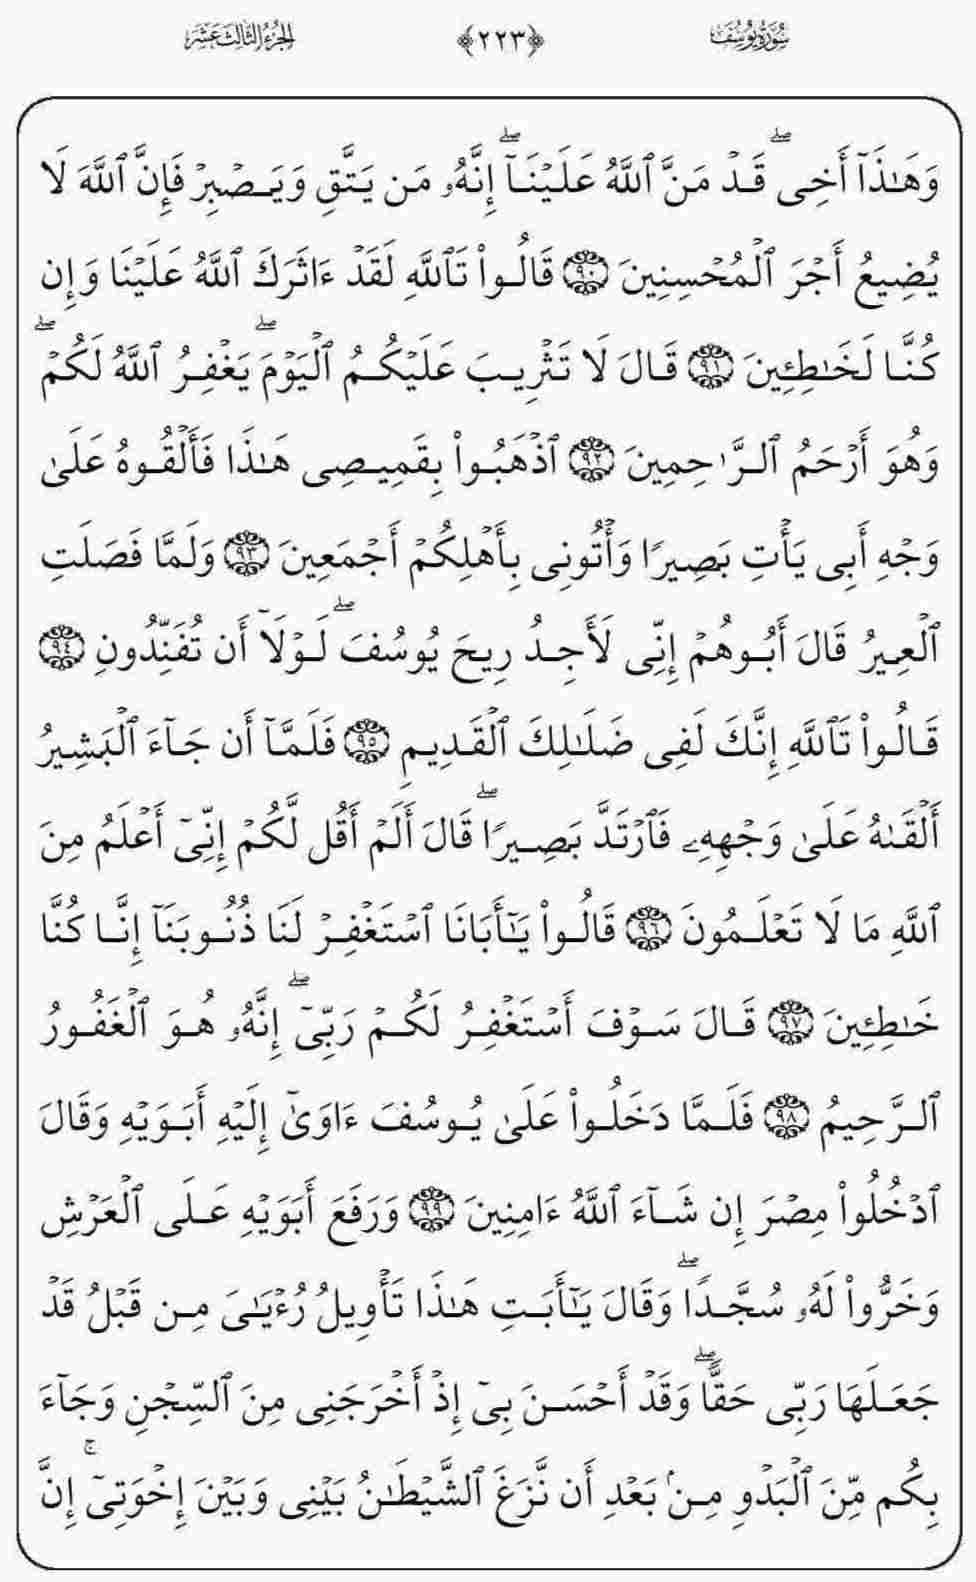 سُورَةُ يُوسُفَ ﴿٢٢٣﴾ الجُزْءُ الثَّالِثَ عَشَرَ
وَهَـٰذَآ أَخِى ۖ قَدْ مَنَّ ٱللَّهُ عَلَيْنَآ ۖ إِنَّهُۥ مَن يَتَّقِ وَيَصْبِرْ فَإِنَّ ٱللَّهَ لَا
يُضِيعُ أَجْرَ ٱلْمُحْسِنِينَ ٩٠ قَالُوا۟ تَٱللَّهِ لَقَدْ ءَاثَرَكَ ٱللَّهُ عَلَيْنَا وَإِن
كُنَّا لَخَـٰطِـِٔينَ ٩١ قَالَ لَا تَثْرِيبَ عَلَيْكُمُ ٱلْيَوْمَ ۖ يَغْفِرُ ٱللَّهُ لَكُمْ ۖ
وَهُوَ أَرْحَمُ ٱلرَّٰحِمِينَ ٩٢ ٱذْهَبُوا۟ بِقَمِيصِى هَـٰذَا فَأَلْقُوهُ عَلَىٰ
وَجْهِ أَبِى يَأْتِ بَصِيرًا وَأْتُونِى بِأَهْلِكُمْ أَجْمَعِينَ ٩٣ وَلَمَّا فَصَلَتِ
ٱلْعِيرُ قَالَ أَبُوهُمْ إِنِّى لَأَجِدُ رِيحَ يُوسُفَ ۖ لَوْلَآ أَن تُفَنِّدُونِ ٩٤
قَالُوا۟ تَٱللَّهِ إِنَّكَ لَفِى ضَلَـٰلِكَ ٱلْقَدِيمِ ٩٥ فَلَمَّآ أَن جَآءَ ٱلْبَشِيرُ
أَلْقَىٰهُ عَلَىٰ وَجْهِهِۦ فَٱرْتَدَّ بَصِيرًا ۖ قَالَ أَلَمْ أَقُل لَّكُمْ إِنِّىٓ أَعْلَمُ مِنَ
ٱللَّهِ مَا لَا تَعْلَمُونَ ٩٦ قَالُوا۟ يَـٰٓأَبَانَا ٱسْتَغْفِرْ لَنَا ذُنُوبَنَآ إِنَّا كُنَّا
خَـٰطِـِٔينَ ٩٧ قَالَ سَوْفَ أَسْتَغْفِرُ لَكُمْ رَبِّىٓ ۖ إِنَّهُۥ هُوَ ٱلْغَفُورُ
ٱلرَّحِيمُ ٩٨ فَلَمَّا دَخَلُوا۟ عَلَىٰ يُوسُفَ ءَاوَىٰٓ إِلَيْهِ أَبَوَيْهِ وَقَالَ
ٱدْخُلُوا۟ مِصْرَ إِن شَآءَ ٱللَّهُ ءَامِنِينَ ٩٩ وَرَفَعَ أَبَوَيْهِ عَلَى ٱلْعَرْشِ
وَخَرُّوا۟ لَهُۥ سُجَّدًا ۖ وَقَالَ يَـٰٓأَبَتِ هَـٰذَا تَأْوِيلُ رُءْيَـٰىَ مِن قَبْلُ قَدْ
جَعَلَهَا رَبِّى حَقًّا ۖ وَقَدْ أَحْسَنَ بِىٓ إِذْ أَخْرَجَنِى مِنَ ٱلسِّجْنِ وَجَآءَ
بِكُم مِّنَ ٱلْبَدْوِ مِنۢ بَعْدِ أَن نَّزَغَ ٱلشَّيْطَـٰنُ بَيْنِى وَبَيْنَ إِخْوَتِىٓ ۚ إِنَّ